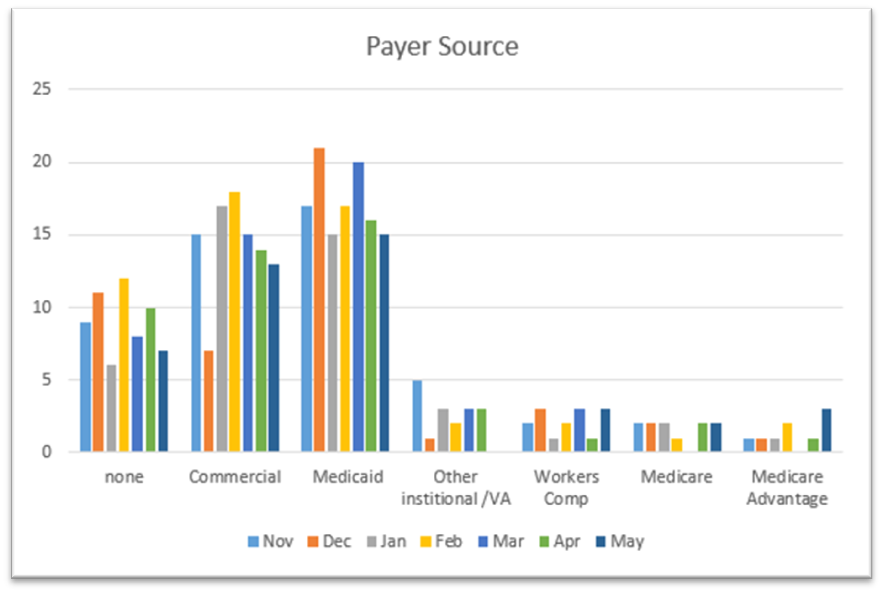 Payer Source
25
20
15
10
5
0
none
Commercial
Medicaid
Other
institional /VA
Workers
Comp
Medicare
Medicare
Advantage
Nov Dec Jan Feb Mar Apr May